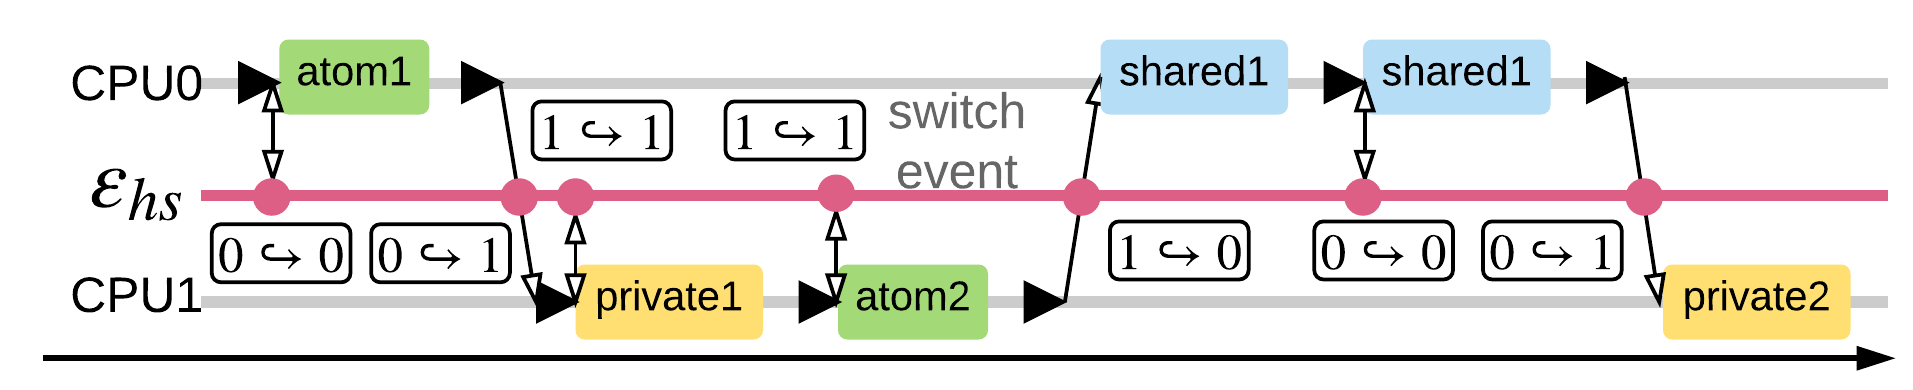 CPU0 atom1 shared1 shared1
1 ↪ 1 1 ↪ 1 switch
event
ε_hs
0 ↪ 0 0 ↪ 1 1 ↪ 0 0 ↪ 0 0 ↪ 1
CPU1 private1 atom2 private2